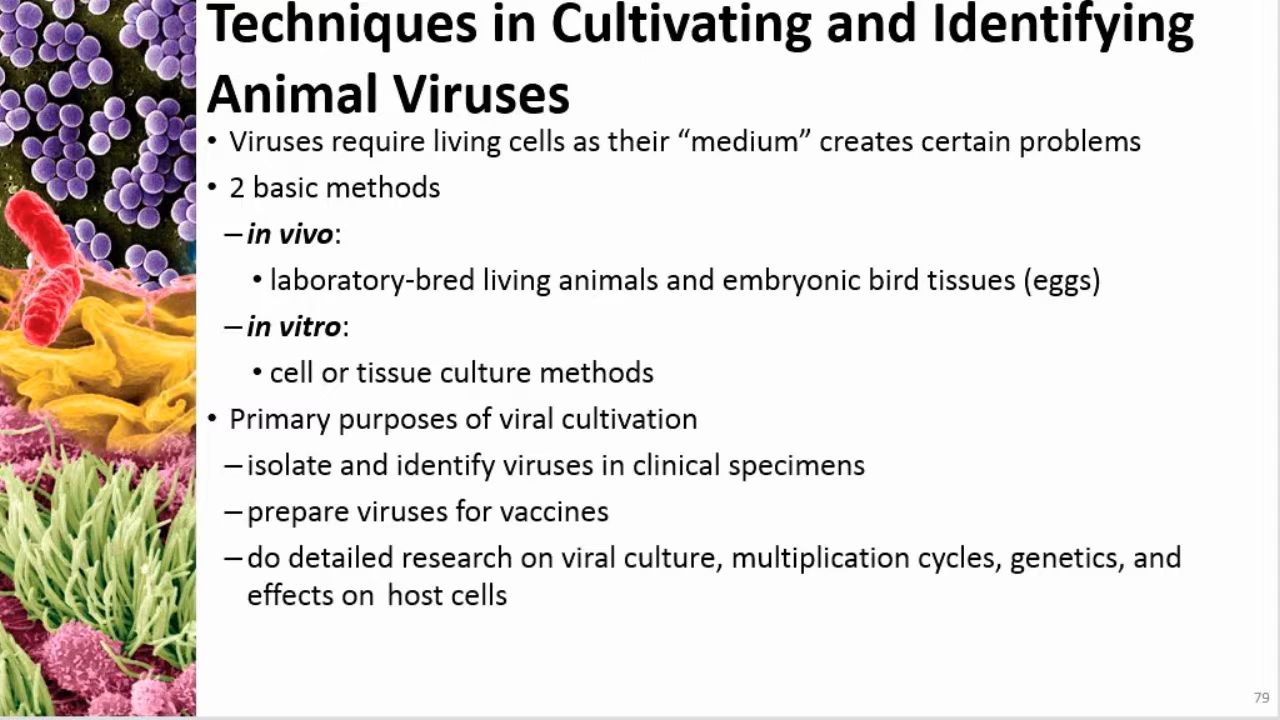 Techniques in Cultivating and Identifying
Animal Viruses
• Viruses require living cells as their “medium” creates certain problems
• 2 basic methods
– in vivo:
• laboratory-bred living animals and embryonic bird tissues (eggs)
– in vitro:
• cell or tissue culture methods
• Primary purposes of viral cultivation
– isolate and identify viruses in clinical specimens
– prepare viruses for vaccines
– do detailed research on viral culture, multiplication cycles, genetics, and
effects on host cells
79